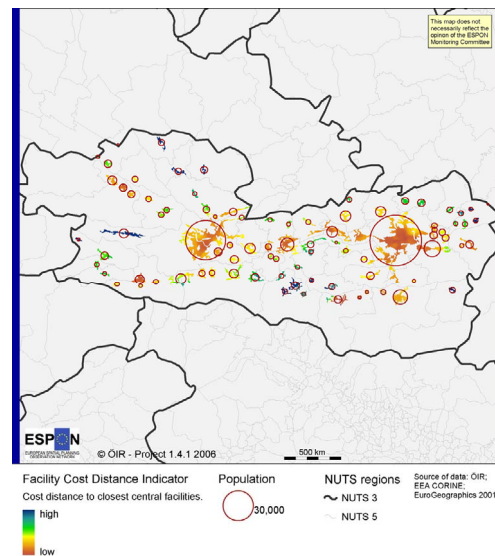 This map does not
necessarily reflect the
opinon of the ESPON
Monitoring Committee
ESPON
EUROPEAN SPATIAL PLANNING
OBSERVATION NETWORK
© ÖIR - Project 1.4.1 2006
500 km
Facility Cost Distance Indicator
Cost distance to closest central facilities.
high
low
Population
30,000
NUTS regions
NUTS 3
NUTS 5
Source of data: ÖIR;
EEA CORINE;
EuroGeographics 2001